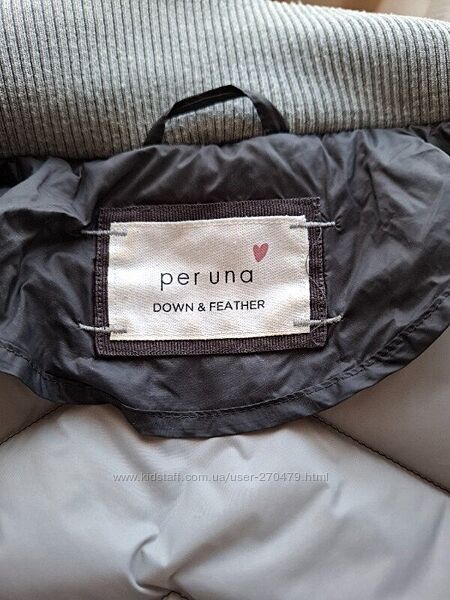 per una
DOWN & FEATHER
www.kidstaff.com.ua/user-270479.html